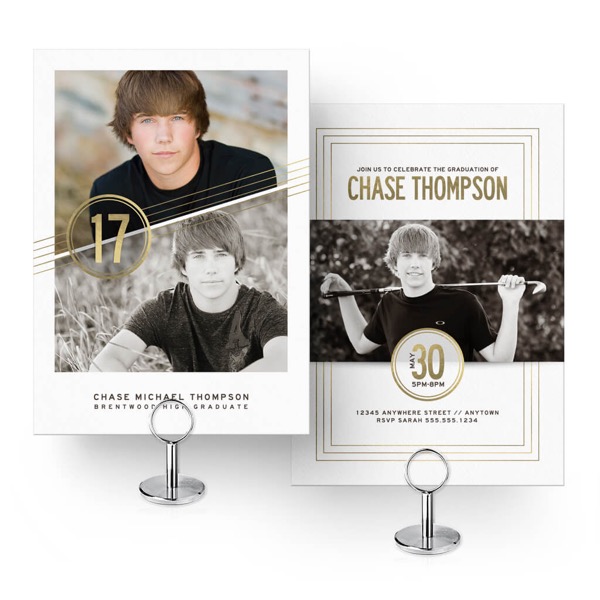 17
CHASE MICHAEL THOMPSON
BRENTWOOD HIGH GRADUATE
JOIN US TO CELEBRATE THE GRADUATION OF
CHASE THOMPSON
MAY
30
5PM-8PM
12345 ANYWHERE STREET // ANYTOWN
RSVP SARAH 555.555.1234